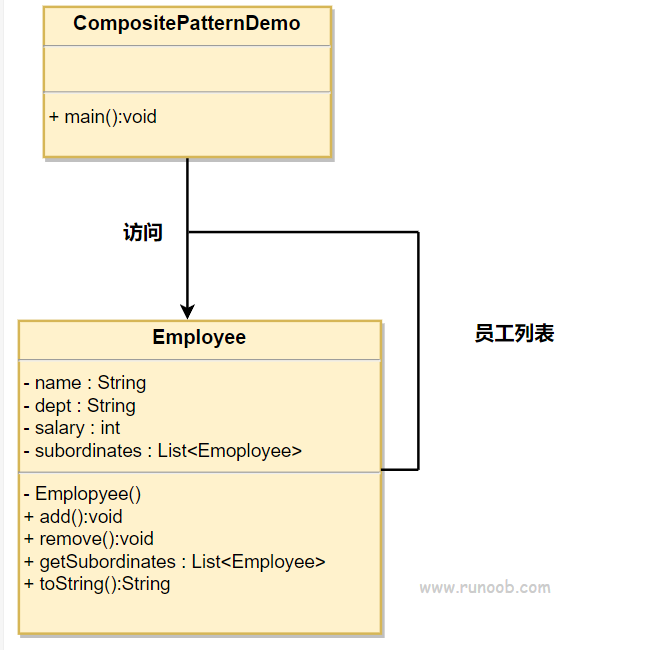 CompositePatternDemo
+ main():void
访问
员工列表
Employee
- name : String
- dept : String
- salary : int
- subordinates : List<Emoployee>
- Emplopyee()
+ add():void
+ remove():void
+ getSubordinates : List<Employee>
+ toString():String
www.runoob.com